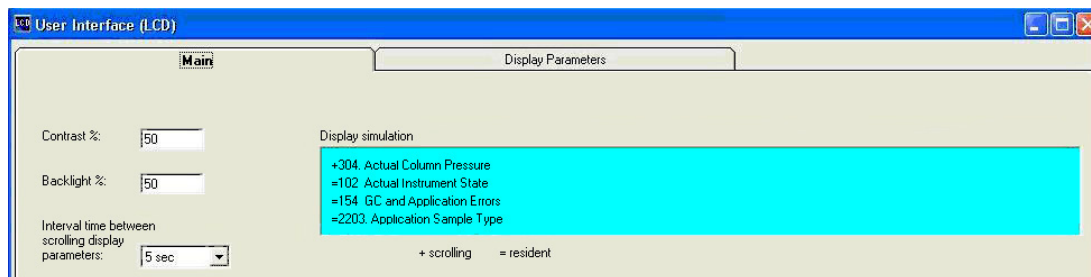 LCD User Interface (LCD)
Main Display Parameters
Contrast %: 50
Backlight %: 50
Interval time between
scrolling display
parameters: 5 sec
Display simulation
+304. Actual Column Pressure
=102 Actual Instrument State
=154 GC and Application Errors
=2203. Application Sample Type
+ scrolling = resident